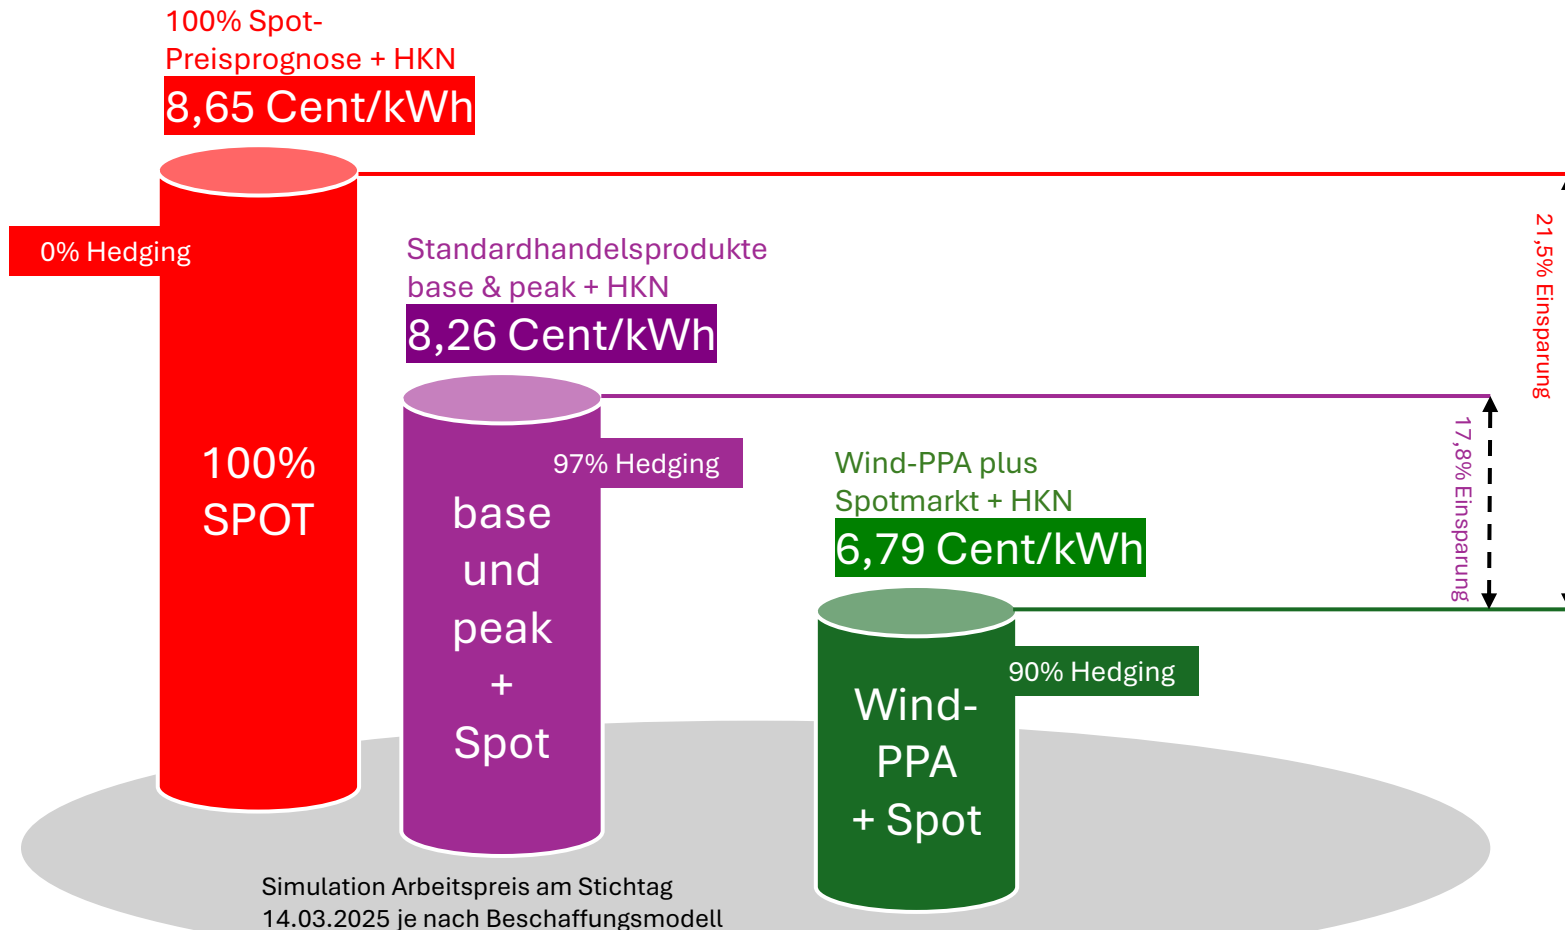 100% Spot-
Preisprognose + HKN
8,65 Cent/kWh
0% Hedging
100%
SPOT
Standardhandelsprodukte
base & peak + HKN
8,26 Cent/kWh
97% Hedging
base
und
peak
+
Spot
Wind-PPA plus
Spotmarkt + HKN
6,79 Cent/kWh
90% Hedging
Wind-
PPA
+ Spot
17,8% Einsparung
21,5% Einsparung
Simulation Arbeitspreis am Stichtag
14.03.2025 je nach Beschaffungsmodell